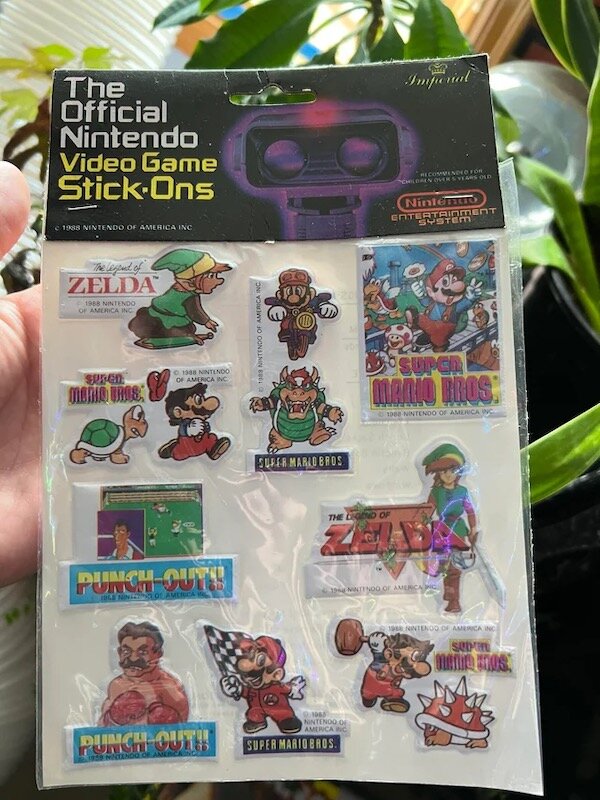 The
Official
Nintendo
Video Game
Stick•Ons
© 1988 NINTENDO OF AMERICA INC
Imperial
RECOMMENDED FOR
CHILDREN OVER 5 YEARS OLD
Nintendo
ENTERTAINMENT
SYSTEM™
The Legend of
ZELDA™
© 1988 NINTENDO
OF AMERICA INC.
© 1988 NINTENDO OF AMERICA INC.
SUPER MARIO BROS.
SUPER
MARIO BROS.
© 1988 NINTENDO OF AMERICA INC.
SUPER
MARIO BROS.
© 1988 NINTENDO
OF AMERICA INC.
PUNCH-OUT!!
1988 NINTENDO OF AMERICA INC.
THE LEGEND OF
ZELDA
© 1988 NINTENDO OF AMERICA INC.
PUNCH-OUT!!
© 1988 NINTENDO OF AMERICA INC.
© 1988
NINTENDO OF
AMERICA INC.
SUPER MARIO BROS.
© 1988 NINTENDO OF AMERICA INC.
SUPER
MARIO BROS.